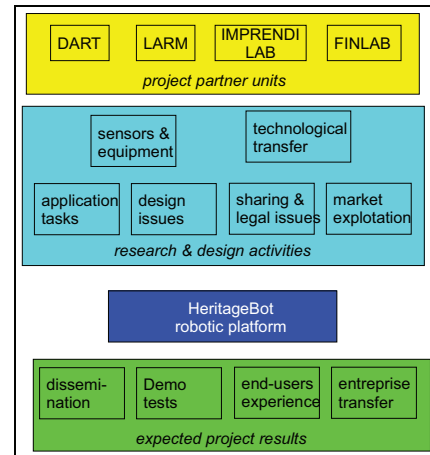 DART
LARM
IMPRENDI
LAB
FINLAB
project partner units
sensors &
equipment
technological
transfer
application
tasks
design
issues
sharing &
legal issues
market
explotation
research & design activities
HeritageBot
robotic platform
dissemi-
nation
Demo
tests
end-users
experience
entreprise
transfer
expected project results